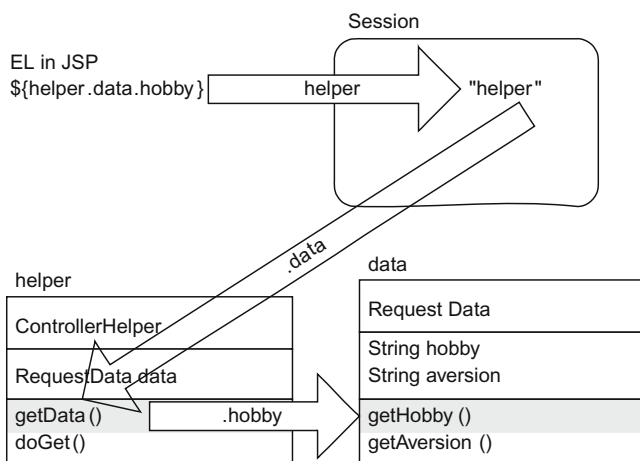 Session
EL in JSP
${helper.data.hobby}
helper
"helper"
.data
helper
ControllerHelper
RequestData data
getData()
doGet()
.hobby
data
Request Data
String hobby
String aversion
getHobby ()
getAversion ()